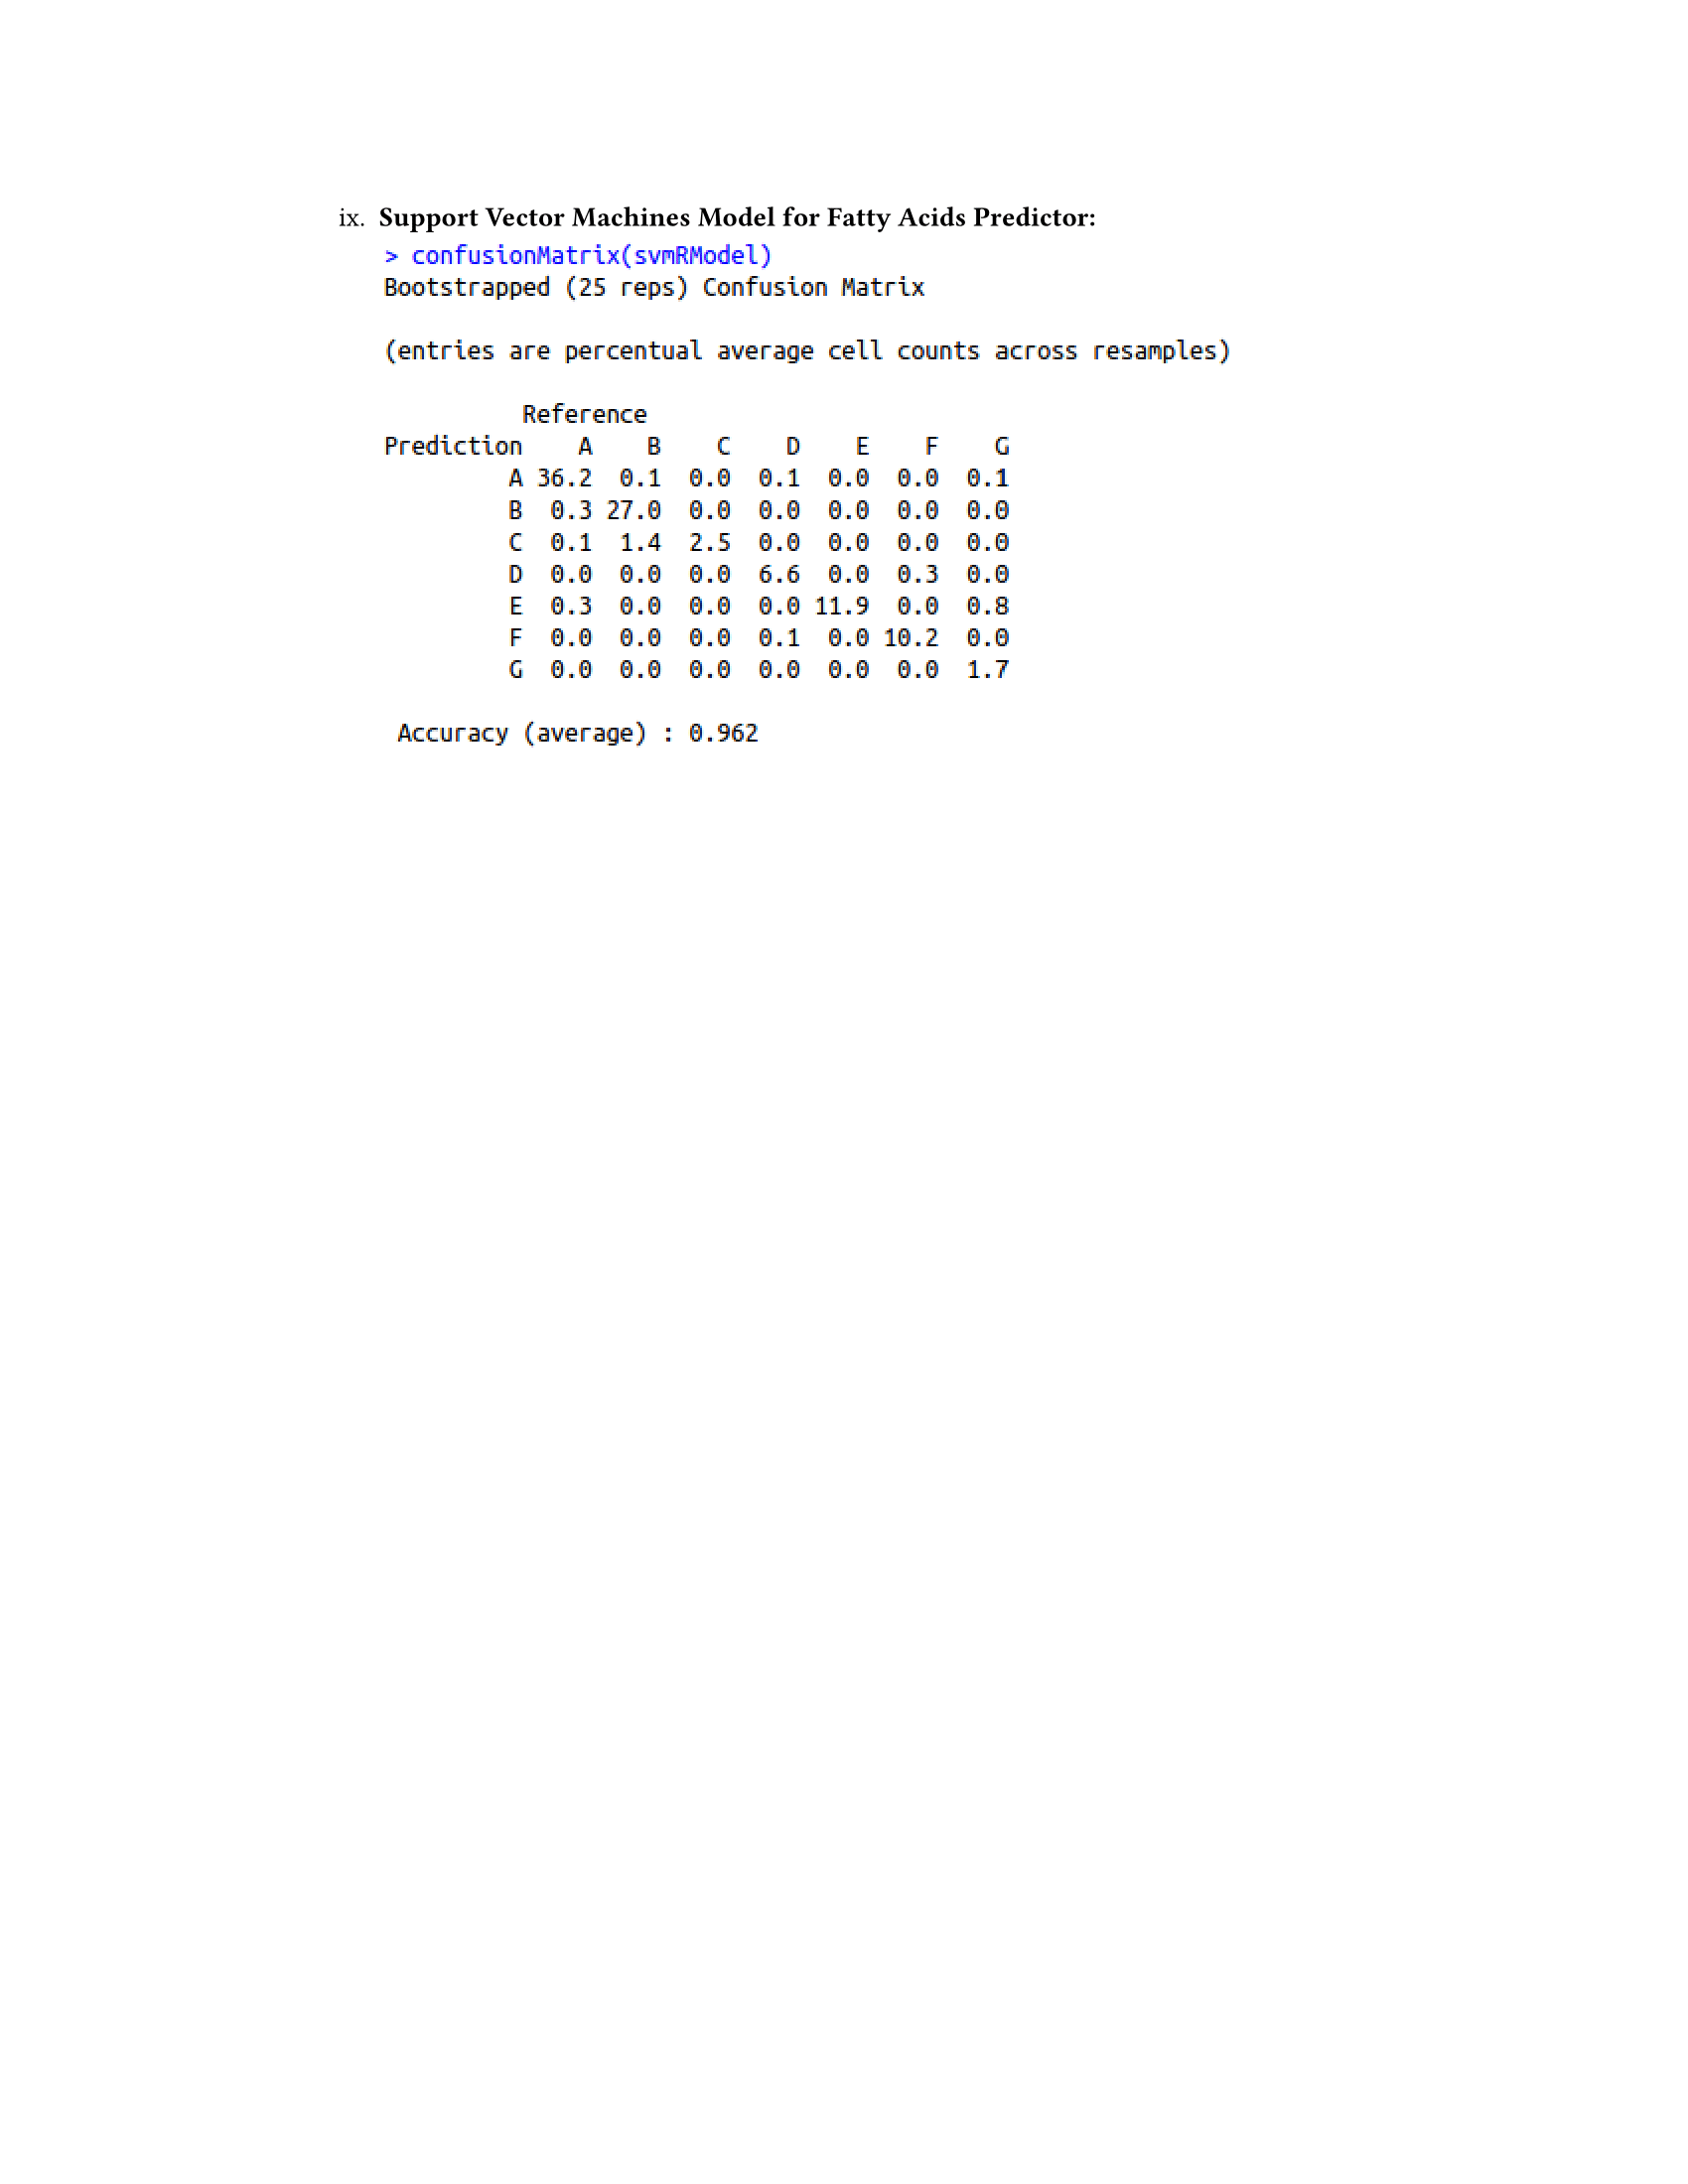 ix. Support Vector Machines Model for Fatty Acids Predictor:
> confusionMatrix(svmRModel)
Bootstrapped (25 reps) Confusion Matrix
(entries are percentual average cell counts across resamples)
Reference
Prediction A B C D E F G
A 36.2 0.1 0.0 0.1 0.0 0.0 0.1
B 0.3 27.0 0.0 0.0 0.0 0.0 0.0
C 0.1 1.4 2.5 0.0 0.0 0.0 0.0
D 0.0 0.0 0.0 6.6 0.0 0.3 0.0
E 0.3 0.0 0.0 0.0 11.9 0.0 0.8
F 0.0 0.0 0.0 0.1 0.0 10.2 0.0
G 0.0 0.0 0.0 0.0 0.0 0.0 1.7
Accuracy (average) : 0.962